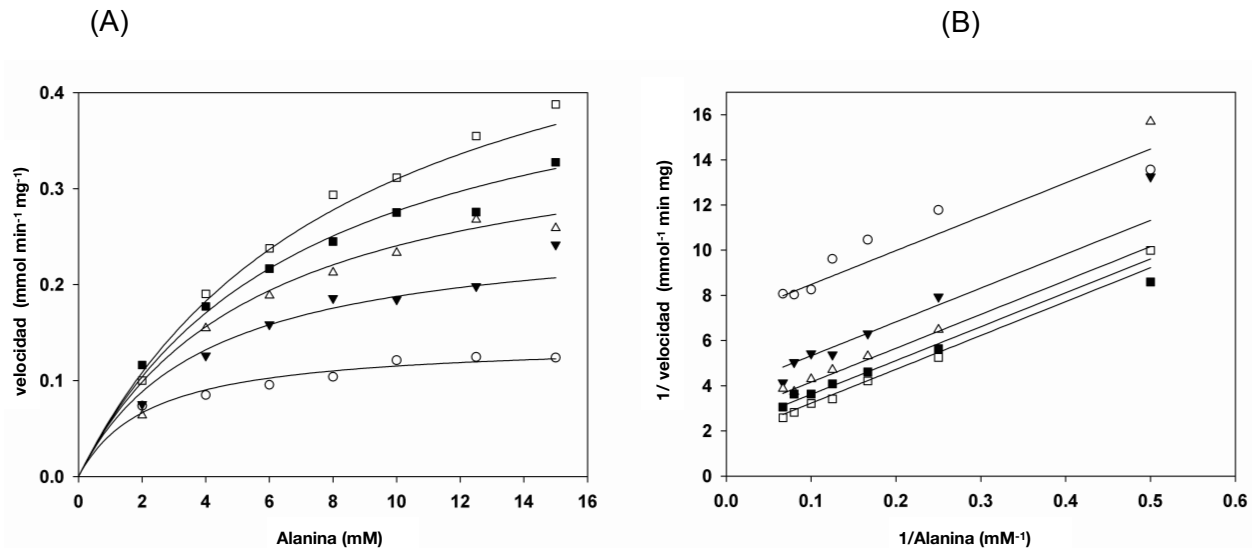 (A)
(B)
velocidad (mmol min-1 mg-1)
0.4
0.3
0.2
0.1
0.0
0 2 4 6 8 10 12 14 16
Alanina (mM)
1/ velocidad (mmol-1 min mg)
16
14
12
10
8
6
4
2
0
0.0 0.1 0.2 0.3 0.4 0.5 0.6
1/Alanina (mM-1)